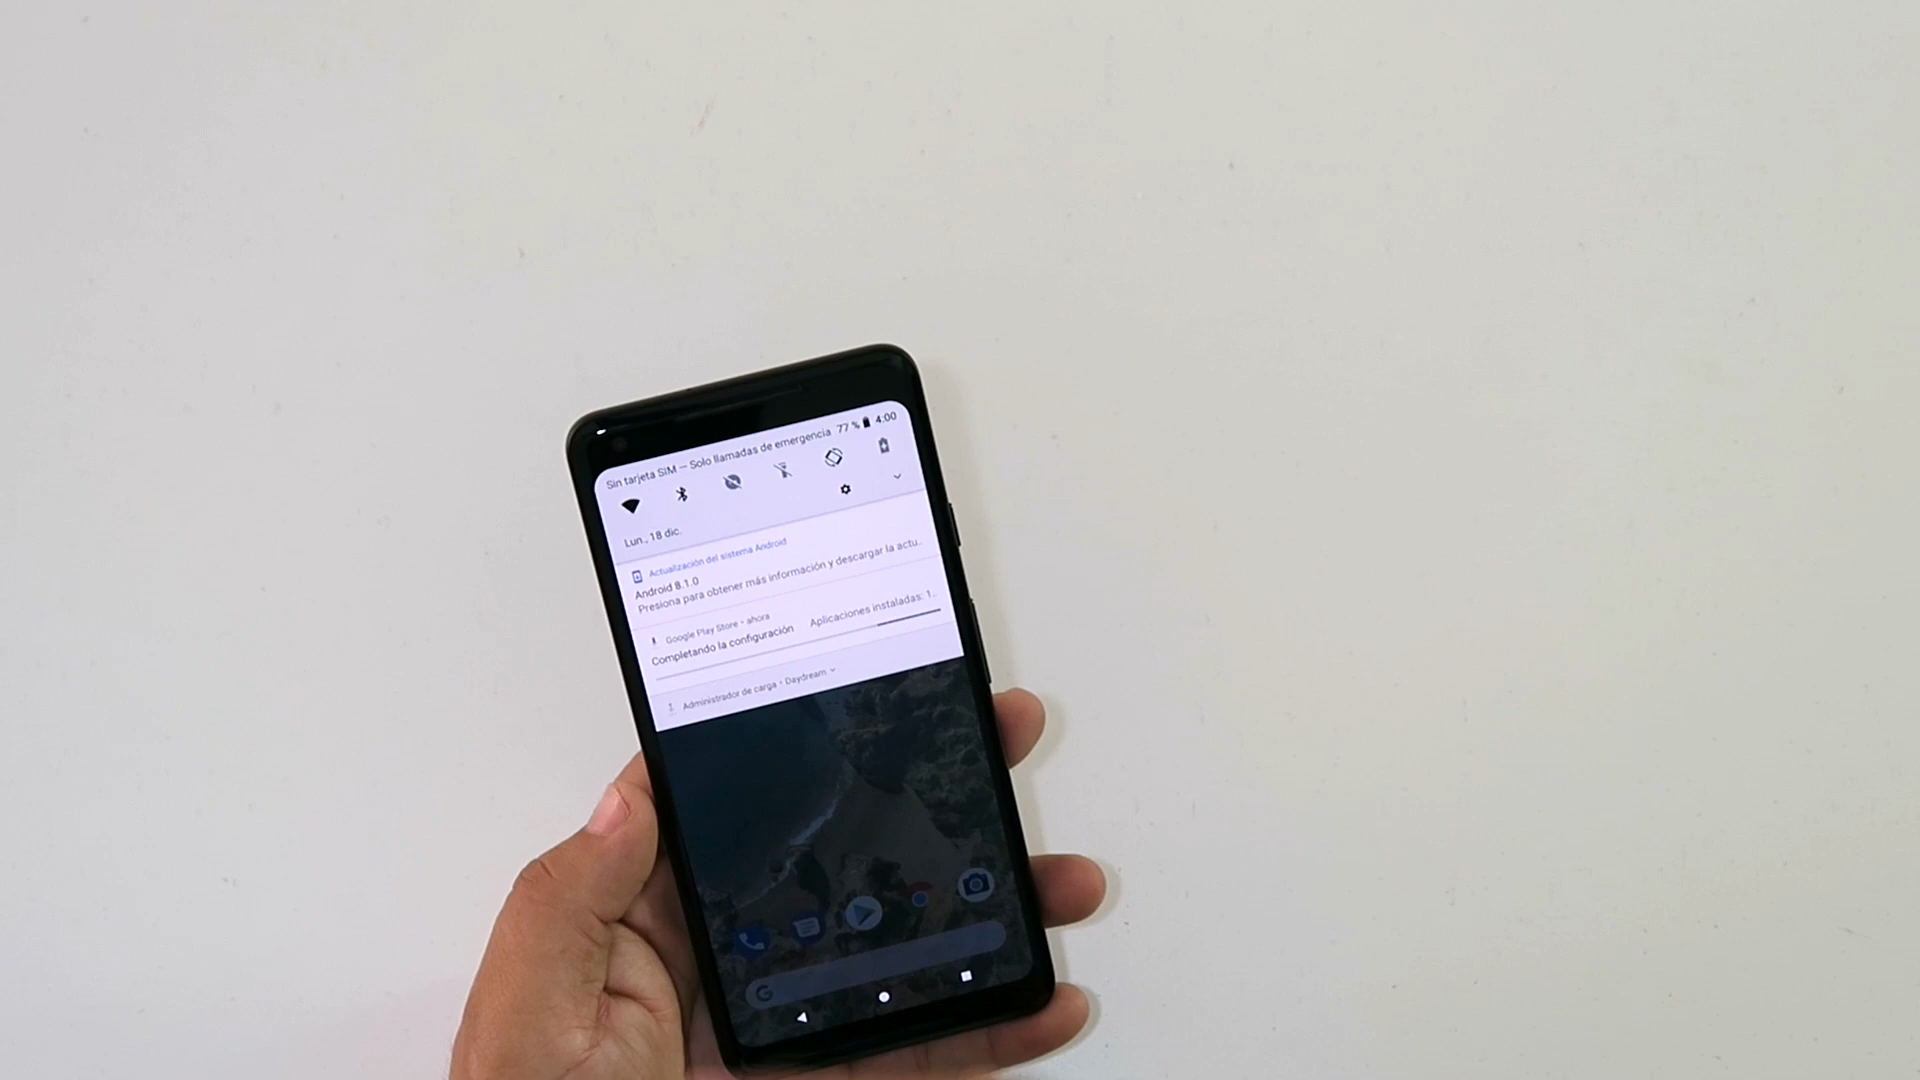 Sin tarjeta SIM — Solo llamadas de emergencia 77 % 4:00
Lun., 18 dic.
Actualización del sistema Android
Android 8.1.0
Presiona para obtener más información y descargar la actu..
Google Play Store • ahora
Completando la configuración Aplicaciones instaladas: 1..
Administrador de carga • Daydream
G